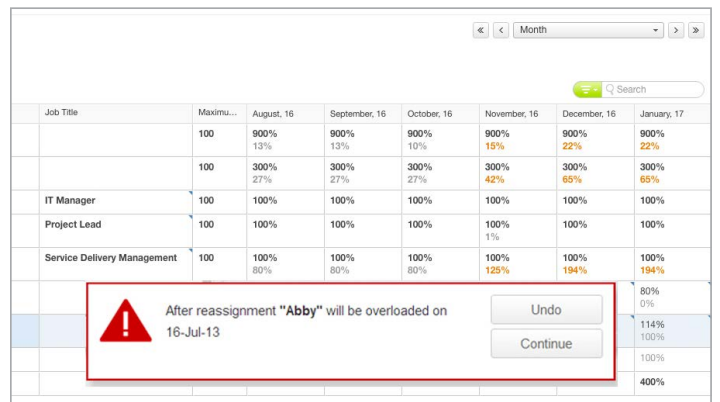 Month
Search
Job Title Maximu... August, 16 September, 16 October, 16 November, 16 December, 16 January, 17
100 900% 900% 900% 900% 900% 900%
13% 13% 10% 15% 22% 22%
100 300% 300% 300% 300% 300% 300%
27% 27% 27% 42% 65% 65%
IT Manager 100 100% 100% 100% 100% 100% 100%
Project Lead 100 100% 100% 100% 100% 100% 100%
1%
Service Delivery Management 100 100% 100% 100% 100% 100% 100%
80% 80% 80% 125% 194% 194%
80%
0%
After reassignment "Abby" will be overloaded on
16-Jul-13
Undo
Continue
114%
100%
100%
400%